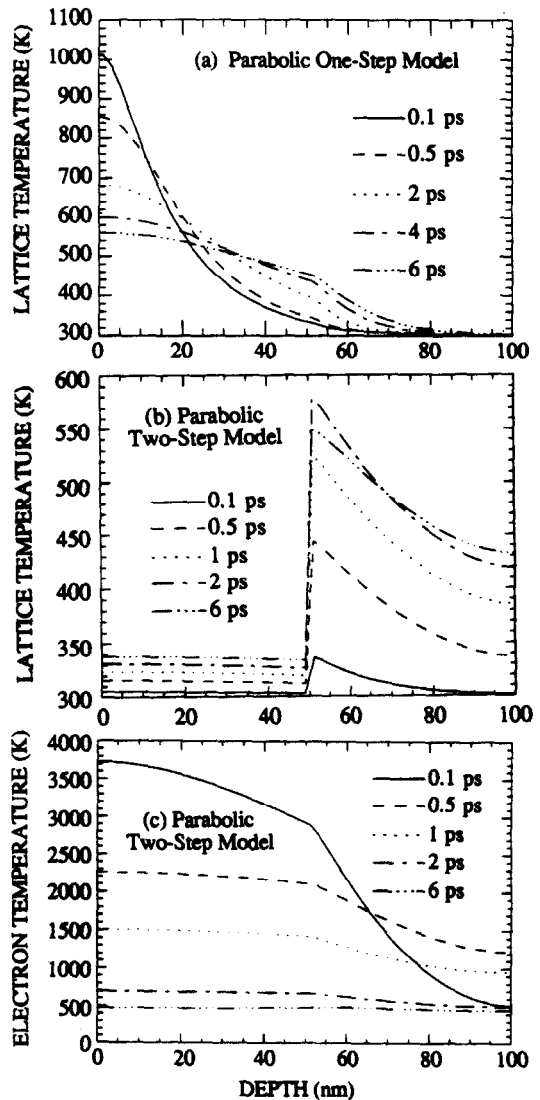 LATTICE TEMPERATURE (K)
1100
1000
900
800
700
600
500
400
300
(a) Parabolic One-Step Model
0.1 ps
0.5 ps
2 ps
4 ps
6 ps
0 20 40 60 80 100
LATTICE TEMPERATURE (K)
600
550
500
450
400
350
300
(b) Parabolic
Two-Step Model
0.1 ps
0.5 ps
1 ps
2 ps
6 ps
0 20 40 60 80 100
ELECTRON TEMPERATURE (K)
4000
3500
3000
2500
2000
1500
1000
500
0
(c) Parabolic
Two-Step Model
0.1 ps
0.5 ps
1 ps
2 ps
6 ps
0 20 40 60 80 100
DEPTH (nm)